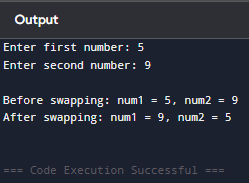 Output
Enter first number: 5
Enter second number: 9
Before swapping: num1 = 5, num2 = 9
After swapping: num1 = 9, num2 = 5
=== Code Execution Successful ===